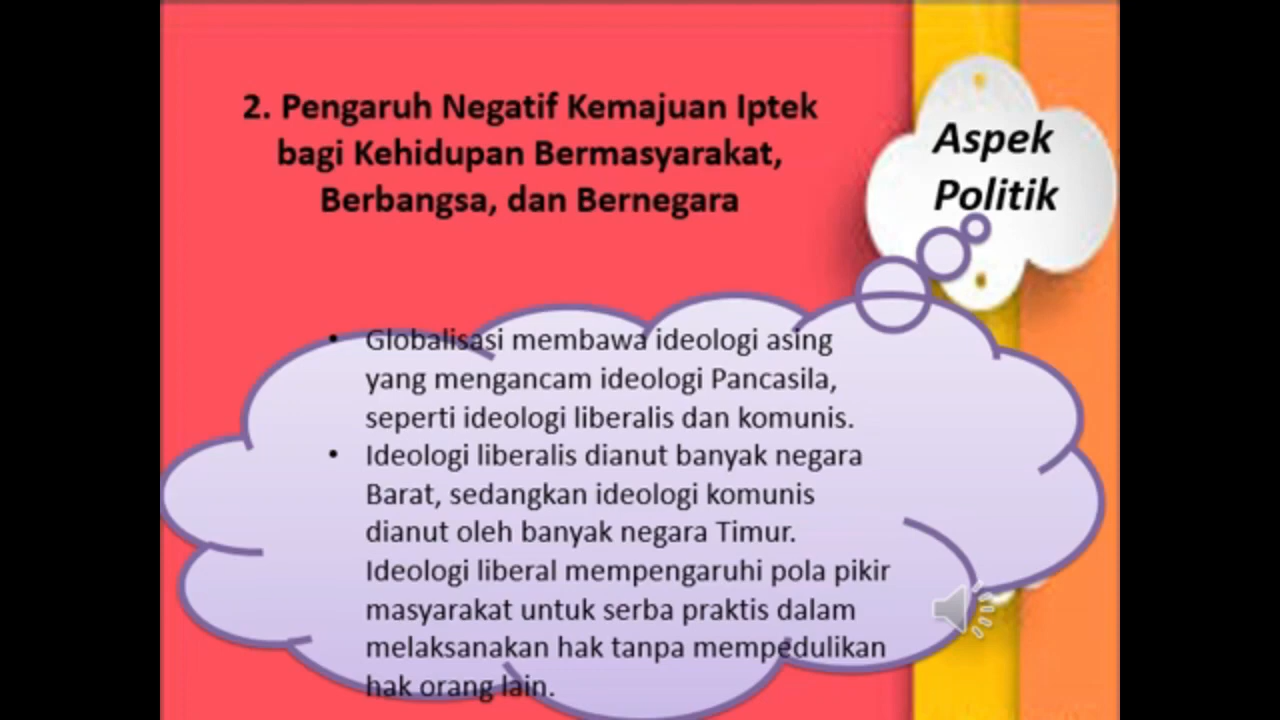 2. Pengaruh Negatif Kemajuan Iptek
bagi Kehidupan Bermasyarakat,
Berbangsa, dan Bernegara
Aspek
Politik
• Globalisasi membawa ideologi asing
yang mengancam ideologi Pancasila,
seperti ideologi liberalis dan komunis.
• Ideologi liberalis dianut banyak negara
Barat, sedangkan ideologi komunis
dianut oleh banyak negara Timur.
Ideologi liberal mempengaruhi pola pikir
masyarakat untuk serba praktis dalam
melaksanakan hak tanpa mempedulikan
hak orang lain.